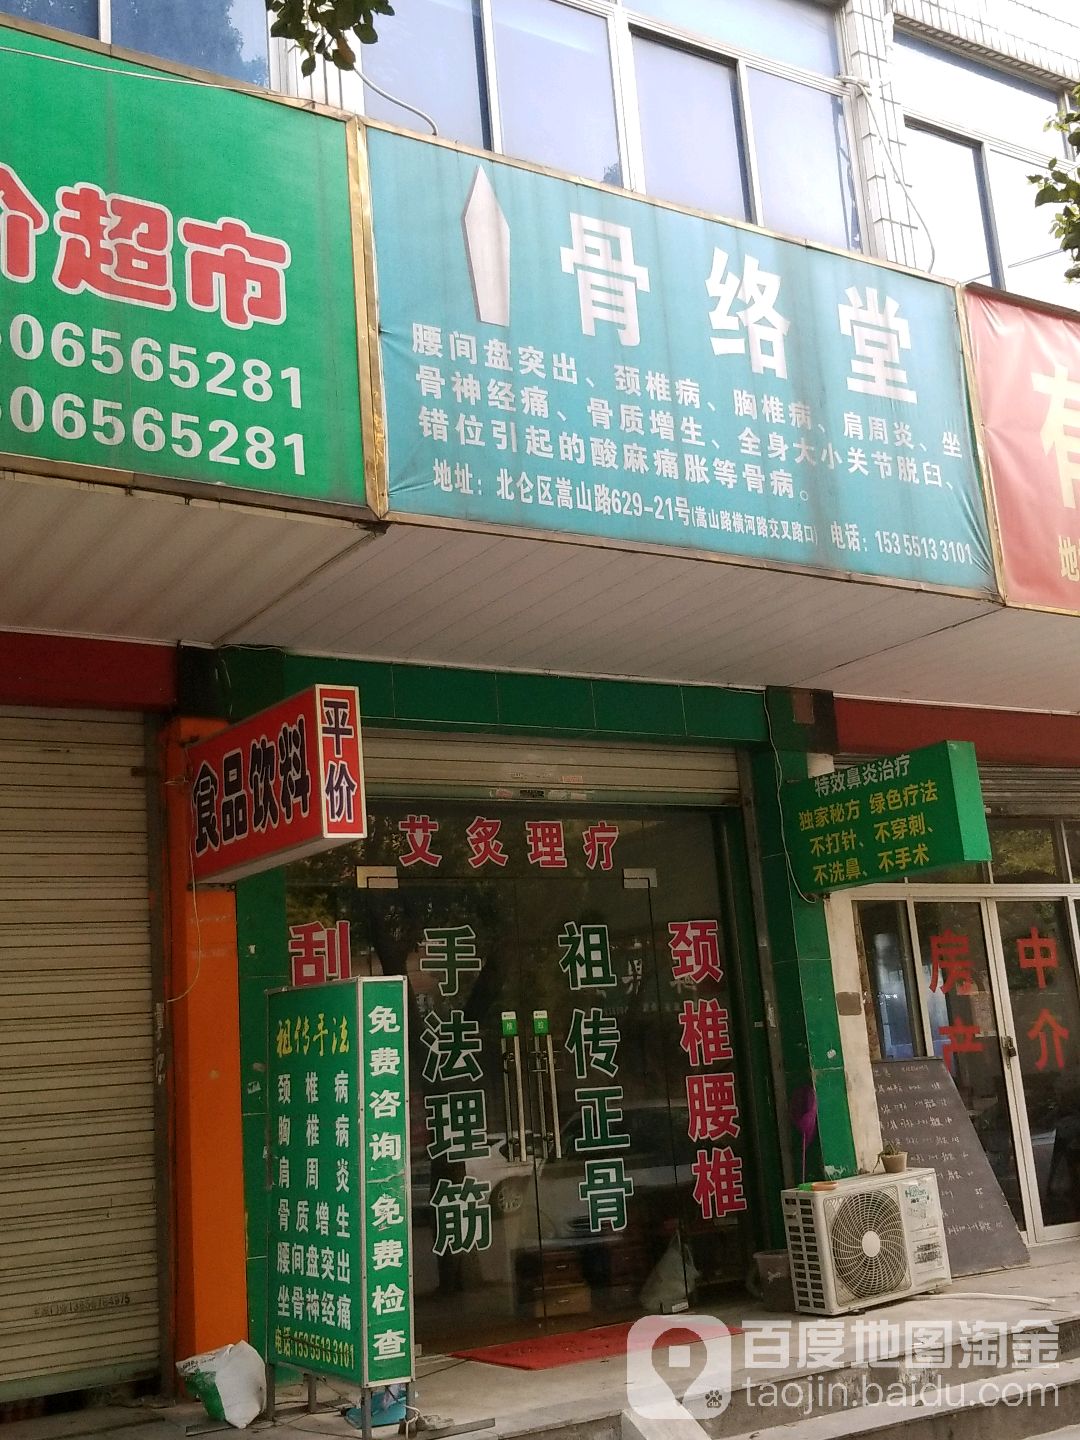 价超市
06565281
06565281
骨络堂
腰间盘突出、颈椎病、胸椎病、肩周炎、坐
骨神经痛、骨质增生、全身大小关节脱臼、
错位引起的酸麻痛胀等骨病。
地址：北仑区嵩山路629-21号(嵩山路横河路交叉路口) 电话：15355133101
食品饮料
平价
特效鼻炎治疗
独家秘方 绿色疗法
不打针、不穿刺、
不洗鼻、不手术
艾炙理疗
刮
手法理筋
祖传正骨
颈椎腰椎
房产
中介
祖传手法
颈椎病
胸椎病
肩周炎
骨质增生
腰间盘突出
坐骨神经痛
电话:15355133101
免费咨询免费检查
百度地图淘金
taojin.baidu.com